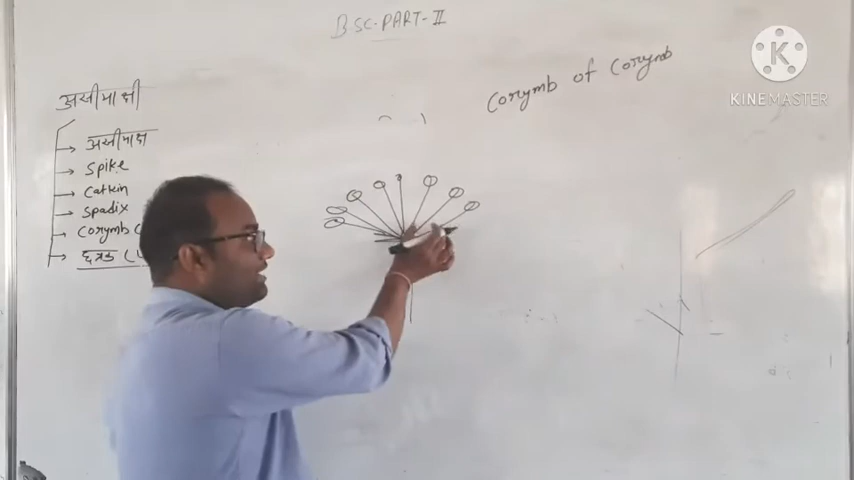 B.SC. PART-II
Corymb of Corymb
K
KINEMASTER
असीमाक्षी
असीमाक्ष
Spike
Catkin
Spadix
Corymb
छत्रक